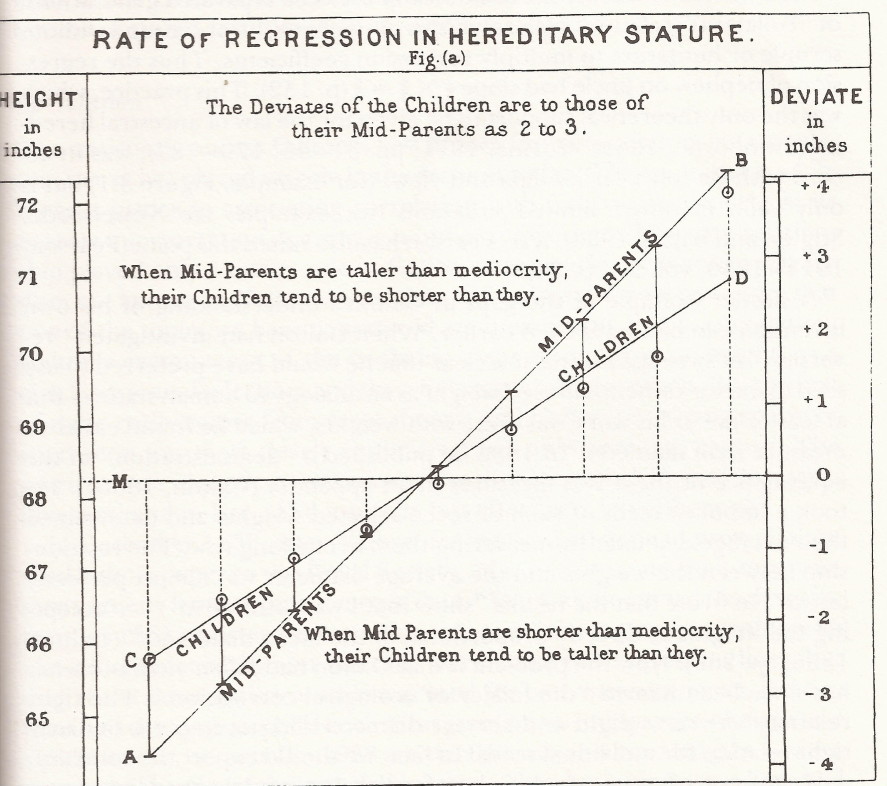 RATE OF REGRESSION IN HEREDITARY STATURE.
Fig.(a)
HEIGHT
in
inches
The Deviates of the Children are to those of
their Mid-Parents as 2 to 3.
DEVIATE
in
inches
B
+4
72
MID-PARENTS
+3
71
When Mid-Parents are taller than mediocrity,
their Children tend to be shorter than they.
D
CHILDREN
+2
70
+1
69
M
0
68
-1
67
CHILDREN
MID-PARENTS
-2
66
When Mid Parents are shorter than mediocrity,
their Children tend to be taller than they.
C
3
65
A
-4